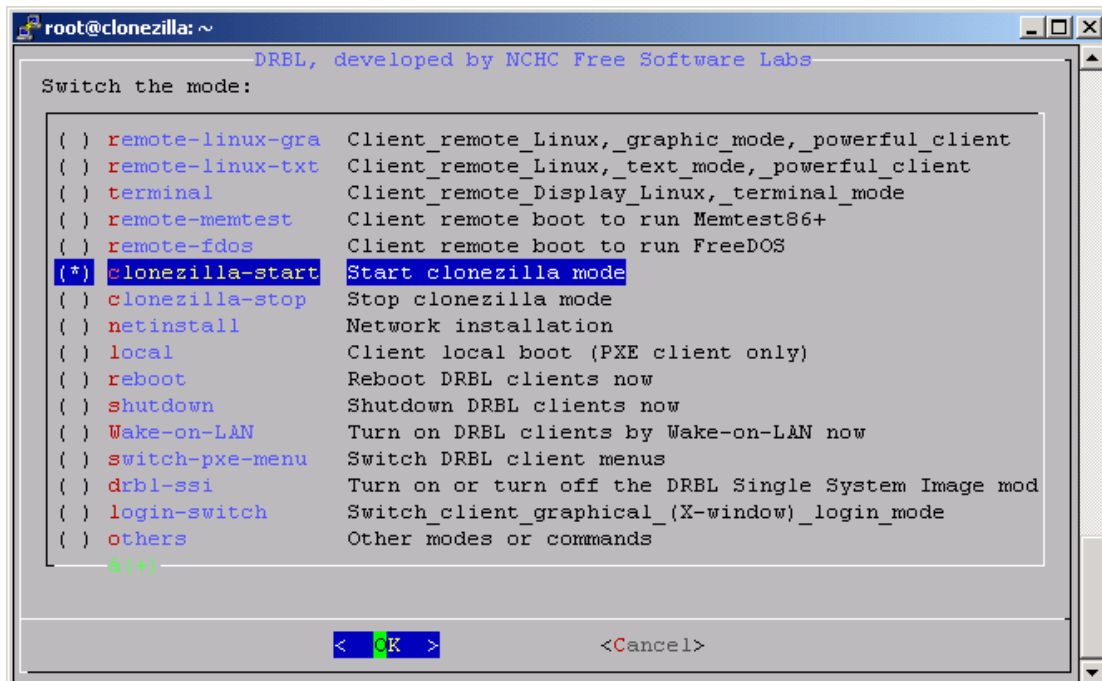 root@clonezilla: ~
DRBL, developed by NCHC Free Software Labs
Switch the mode:
( ) remote-linux-gra Client_remote_Linux,_graphic_mode,_powerful_client
( ) remote-linux-txt Client_remote_Linux,_text_mode,_powerful_client
( ) terminal Client_remote_Display_Linux,_terminal_mode
( ) remote-memtest Client remote boot to run Memtest86+
( ) remote-fdos Client remote boot to run FreeDOS
(*) clonezilla-start Start clonezilla mode
( ) clonezilla-stop Stop clonezilla mode
( ) netinstall Network installation
( ) local Client local boot (PXE client only)
( ) reboot Reboot DRBL clients now
( ) shutdown Shutdown DRBL clients now
( ) Wake-on-LAN Turn on DRBL clients by Wake-on-LAN now
( ) switch-pxe-menu Switch DRBL client menus
( ) drbl-ssi Turn on or turn off the DRBL Single System Image mod
( ) login-switch Switch_client_graphical_(X-window)_login_mode
( ) others Other modes or commands
(+)
< OK > <Cancel>